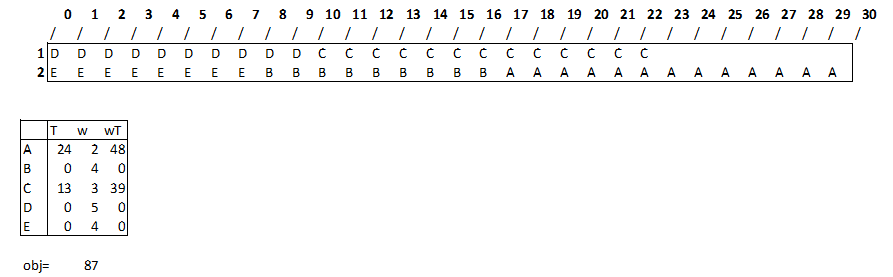 0 1 2 3 4 5 6 7 8 9 10 11 12 13 14 15 16 17 18 19 20 21 22 23 24 25 26 27 28 29 30
/ / / / / / / / / / / / / / / / / / / / / / / / / / / / / / /
1 D D D D D D D D D D C C C C C C C C C C C C C
2 E E E E E E E E B B B B B B B B B A A A A A A A A A A A A A
T w wT
A 24 2 48
B 0 4 0
C 13 3 39
D 0 5 0
E 0 4 0
obj= 87